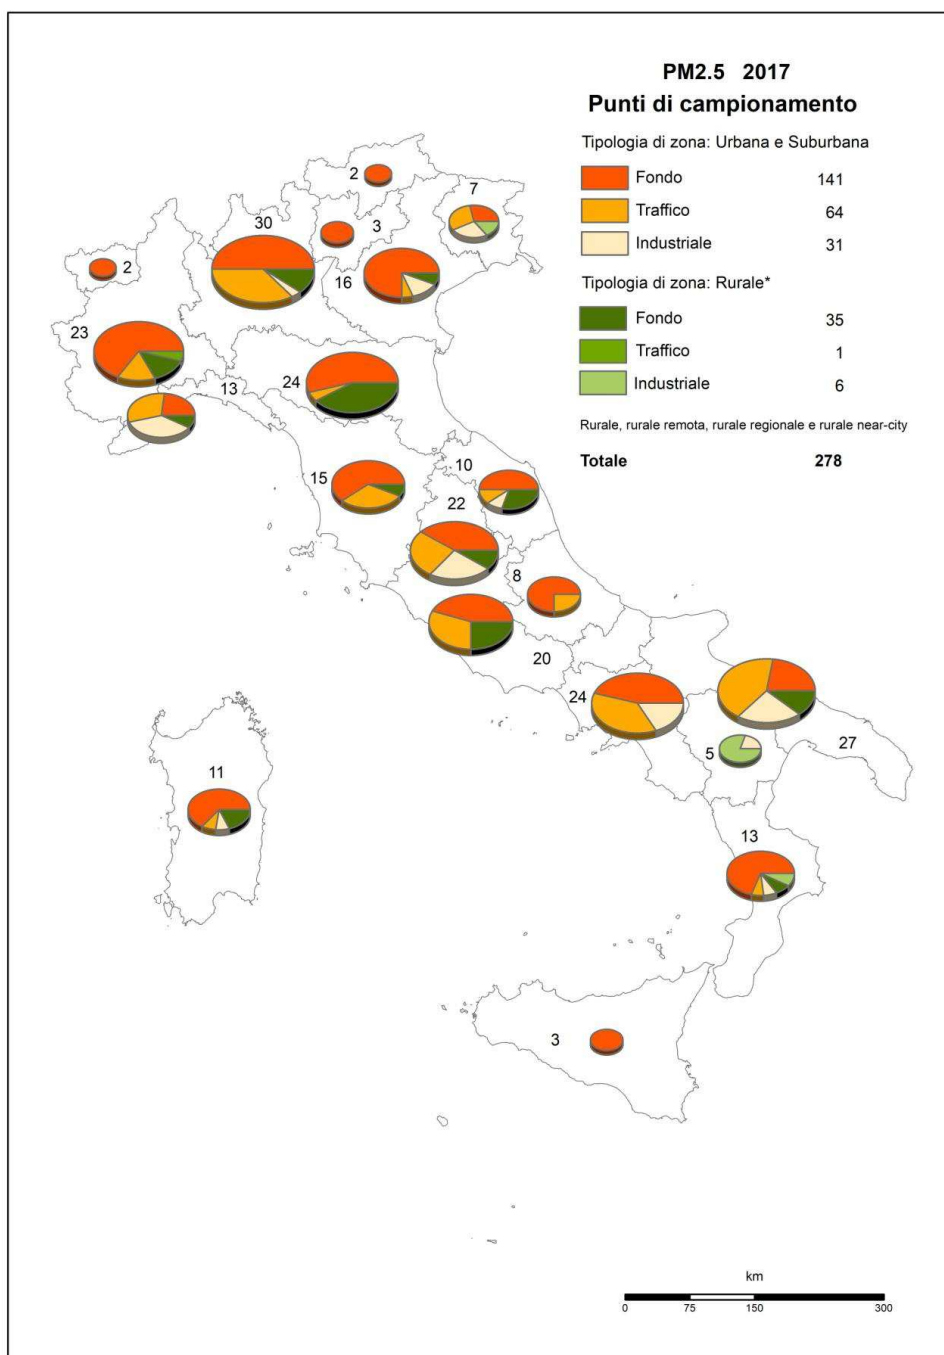 PM2.5 2017
Punti di campionamento
Tipologia di zona: Urbana e Suburbana
Fondo 141
Traffico 64
Industriale 31
Tipologia di zona: Rurale*
Fondo 35
Traffico 1
Industriale 6
Rurale, rurale remota, rurale regionale e rurale near-city
Totale 278
2
7
30
3
2
16
23
13
24
15
10
22
8
20
24
27
5
11
13
3
km
0 75 150 300